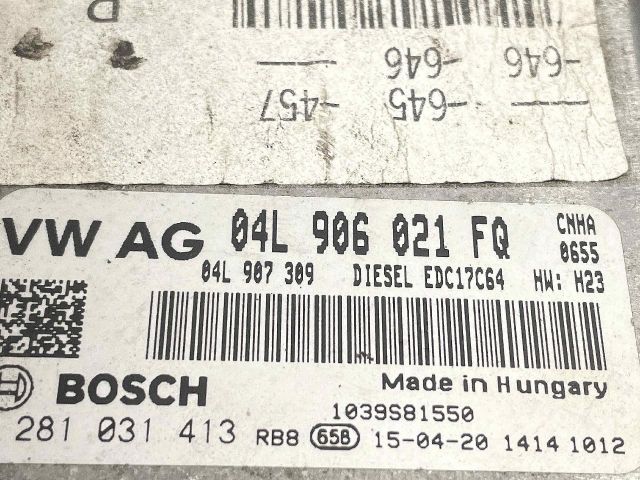 -646 -646 —
— -645 -457
VW AG 04L 906 021 FQ CNHA
0655
04L 907 309 DIESEL EDC17C64 HW: H23
BOSCH Made in Hungary
1039S81550
281 031 413 RB8 65B 15-04-20 1414 1012